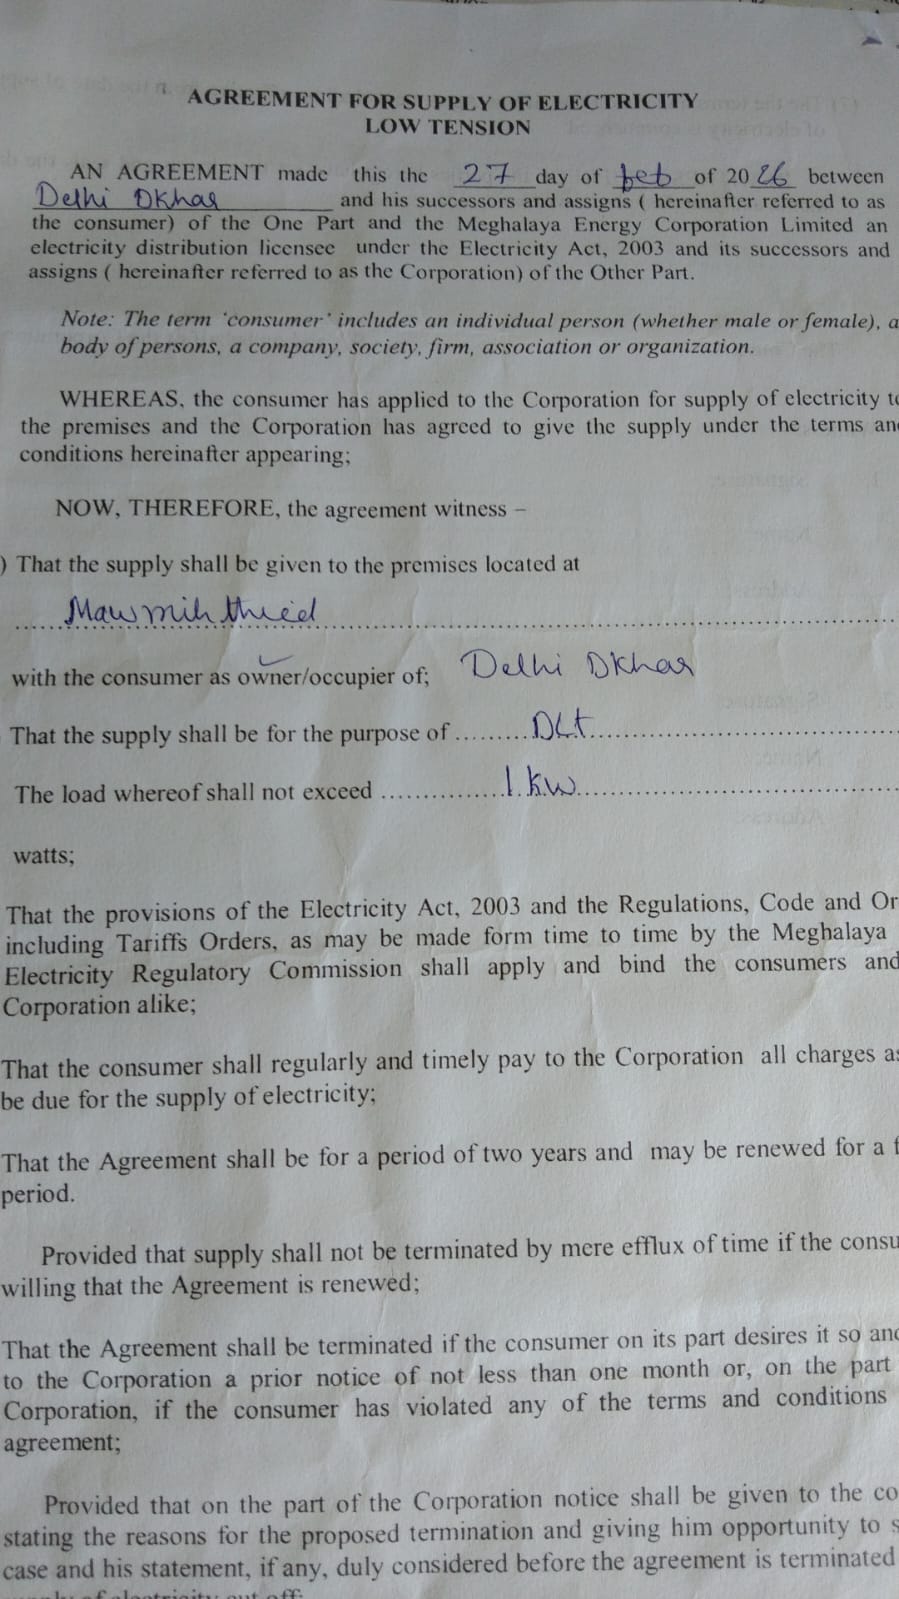 AGREEMENT FOR SUPPLY OF ELECTRICITY
LOW TENSION
AN AGREEMENT made this the 27 day of feb of 2026 between
Delhi Dkhar and his successors and assigns ( hereinafter referred to as
the consumer) of the One Part and the Meghalaya Energy Corporation Limited an
electricity distribution licensee under the Electricity Act, 2003 and its successors and
assigns ( hereinafter referred to as the Corporation) of the Other Part.
Note: The term 'consumer' includes an individual person (whether male or female), a
body of persons, a company, society, firm, association or organization.
WHEREAS, the consumer has applied to the Corporation for supply of electricity to
the premises and the Corporation has agreed to give the supply under the terms an
conditions hereinafter appearing;
NOW, THEREFORE, the agreement witness –
) That the supply shall be given to the premises located at
Mawmih thied
with the consumer as owner/occupier of; Delhi Dkhar
That the supply shall be for the purpose of ......... DLT
The load whereof shall not exceed .............. 1.kw
watts;
That the provisions of the Electricity Act, 2003 and the Regulations, Code and Or
including Tariffs Orders, as may be made form time to time by the Meghalaya
Electricity Regulatory Commission shall apply and bind the consumers and
Corporation alike;
That the consumer shall regularly and timely pay to the Corporation all charges as
be due for the supply of electricity;
That the Agreement shall be for a period of two years and may be renewed for a f
period.
Provided that supply shall not be terminated by mere efflux of time if the consu
willing that the Agreement is renewed;
That the Agreement shall be terminated if the consumer on its part desires it so and
to the Corporation a prior notice of not less than one month or, on the part
Corporation, if the consumer has violated any of the terms and conditions
agreement;
Provided that on the part of the Corporation notice shall be given to the co
stating the reasons for the proposed termination and giving him opportunity to s
case and his statement, if any, duly considered before the agreement is terminated